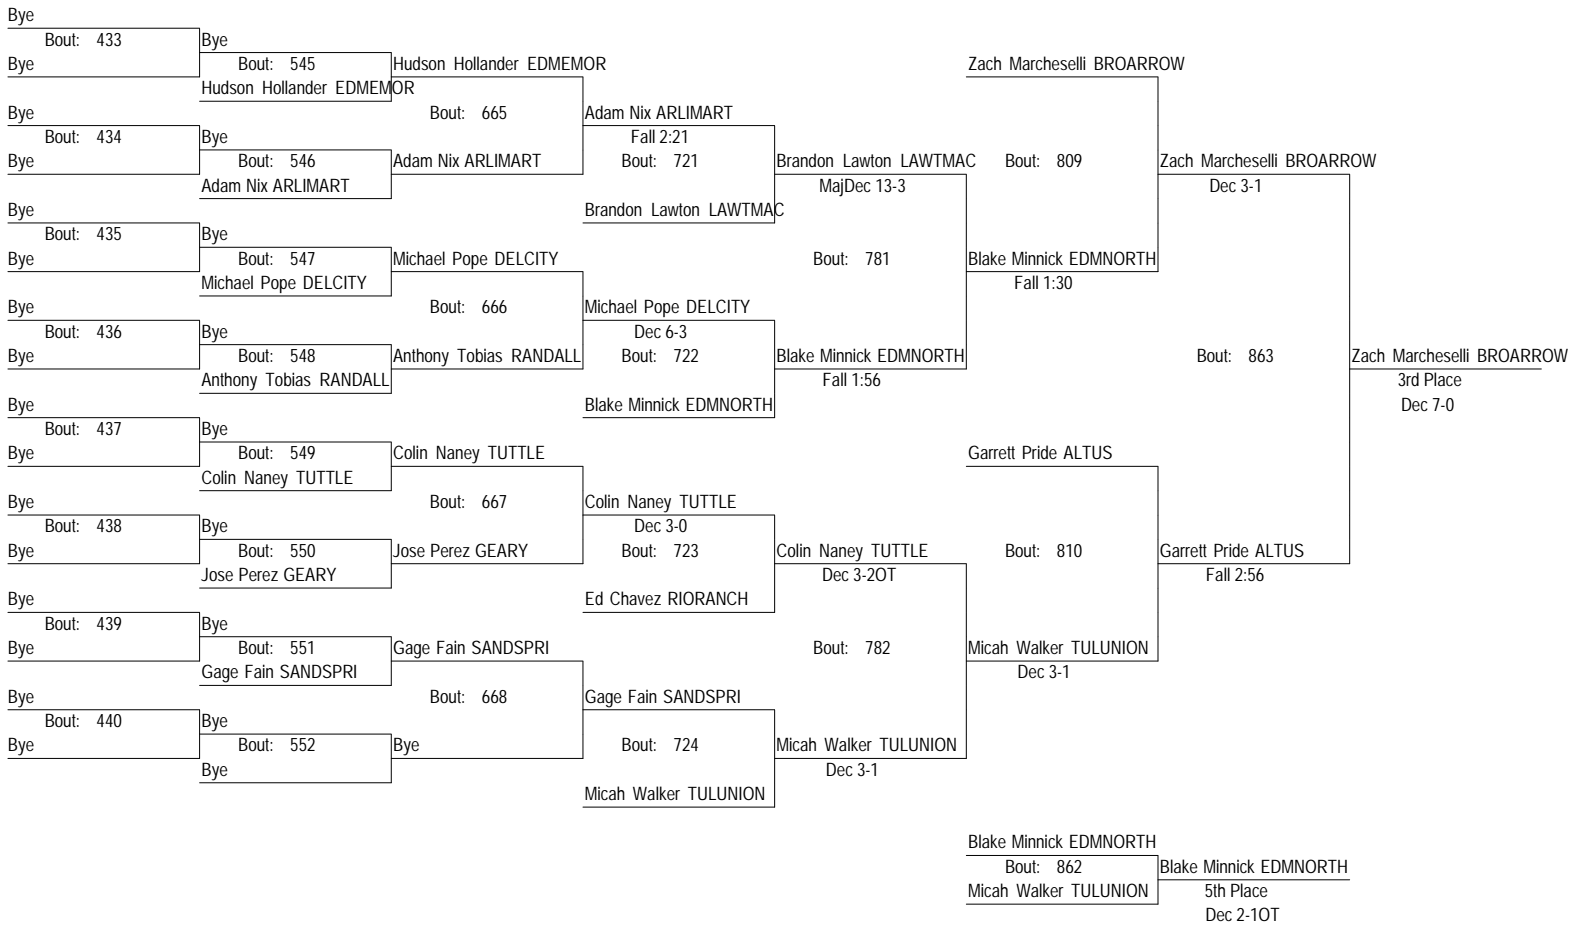 Bye
Bout: 433
Bye
Bye
Bout: 545
Hudson Hollander EDMEMOR
Hudson Hollander EDMEMOR
Bout: 665
Bye
Bout: 434
Bye
Bye
Bout: 546
Adam Nix ARLIMART
Adam Nix ARLIMART
Adam Nix ARLIMART
Fall 2:21
Bout: 721
Brandon Lawton LAWTMAC
Brandon Lawton LAWTMAC
MajDec 13-3
Bye
Bout: 435
Bye
Bye
Bout: 547
Michael Pope DELCITY
Michael Pope DELCITY
Bout: 666
Bye
Bout: 436
Bye
Bye
Bout: 548
Anthony Tobias RANDALL
Anthony Tobias RANDALL
Michael Pope DELCITY
Dec 6-3
Bout: 722
Blake Minnick EDMNORTH
Blake Minnick EDMNORTH
Fall 1:56
Bout: 781
Zach Marcheselli BROARROW
Bout: 809
Blake Minnick EDMNORTH
Fall 1:30
Zach Marcheselli BROARROW
Dec 3-1
Bye
Bout: 437
Bye
Bye
Bout: 549
Colin Naney TUTTLE
Colin Naney TUTTLE
Bout: 667
Bye
Bout: 438
Bye
Bye
Bout: 550
Jose Perez GEARY
Jose Perez GEARY
Colin Naney TUTTLE
Dec 3-0
Bout: 723
Ed Chavez RIORANCH
Colin Naney TUTTLE
Dec 3-2OT
Bye
Bout: 439
Bye
Bye
Bout: 551
Gage Fain SANDSPRI
Gage Fain SANDSPRI
Bout: 668
Bye
Bout: 440
Bye
Bye
Bout: 552
Bye
Bye
Gage Fain SANDSPRI
Bout: 724
Micah Walker TULUNION
Micah Walker TULUNION
Dec 3-1
Bout: 782
Garrett Pride ALTUS
Bout: 810
Micah Walker TULUNION
Dec 3-1
Garrett Pride ALTUS
Fall 2:56
Bout: 863
Zach Marcheselli BROARROW
3rd Place
Dec 7-0
Blake Minnick EDMNORTH
Bout: 862
Micah Walker TULUNION
Blake Minnick EDMNORTH
5th Place
Dec 2-1OT